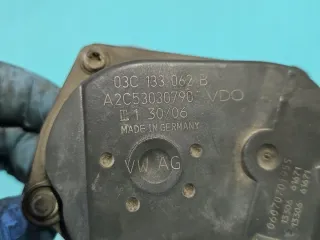 03C 133 062 B
A2C53030790 VDO
1 30/06
MADE IN GERMANY
VW AG